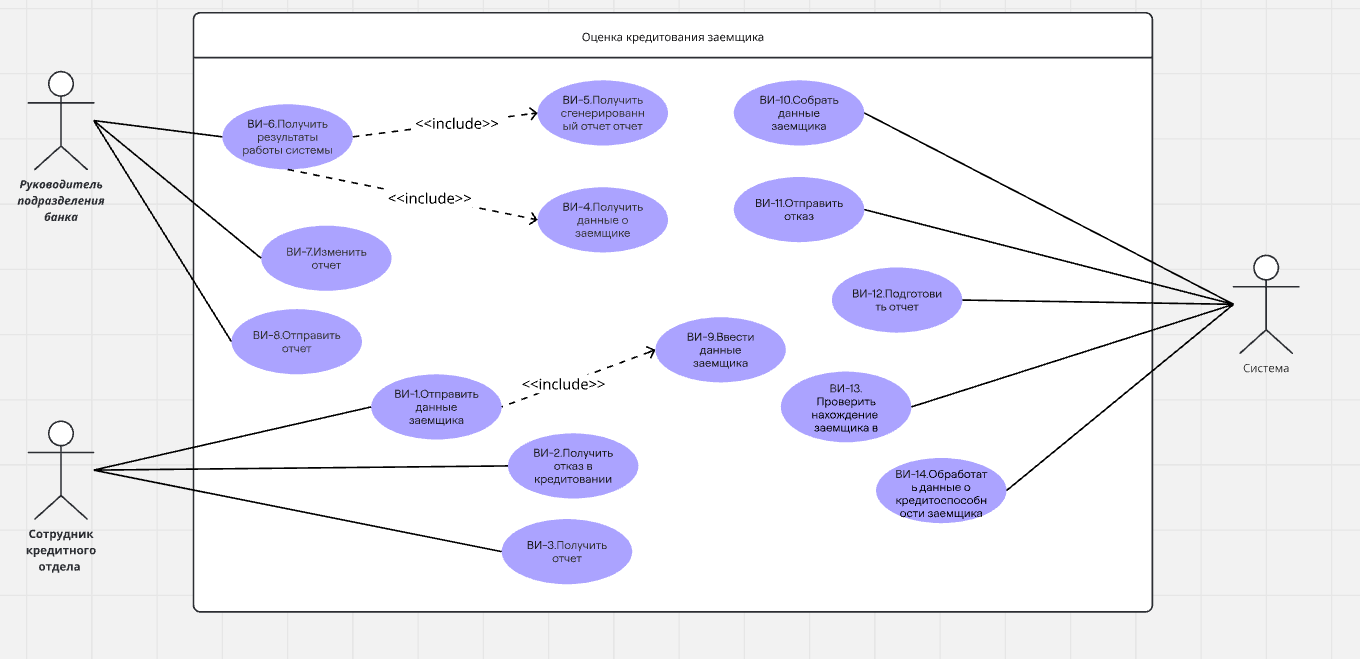 Оценка кредитования заемщика
Руководитель
подразделения
банка
ВИ-6.Получить
результаты
работы системы
<<include>>
ВИ-5.Получить
сгенерированн
ый отчет отчет
<<include>>
ВИ-4.Получить
данные о
заемщике
ВИ-7.Изменить
отчет
ВИ-8.Отправить
отчет
Сотрудник
кредитного
отдела
ВИ-1.Отправить
данные
заемщика
<<include>>
ВИ-9.Ввести
данные
заемщика
ВИ-2.Получить
отказ в
кредитовании
ВИ-3.Получить
отчет
ВИ-10.Собрать
данные
заемщика
ВИ-11.Отправить
отказ
ВИ-12.Подготови
ть отчет
ВИ-13.
Проверить
нахождение
заемщика в
ВИ-14.Обработат
ь данные о
кредитоспособн
ости заемщика
Система